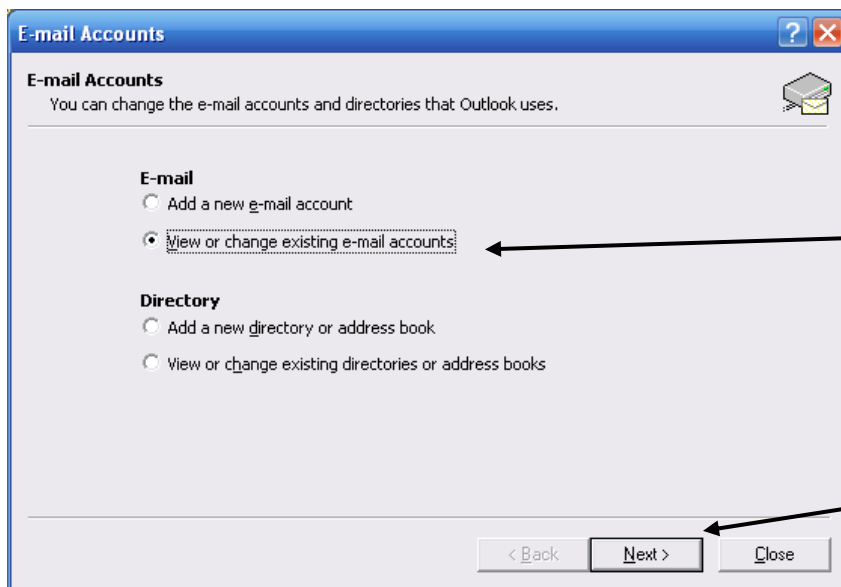 E-mail Accounts
E-mail Accounts
You can change the e-mail accounts and directories that Outlook uses.
E-mail
Add a new e-mail account
View or change existing e-mail accounts
Directory
Add a new directory or address book
View or change existing directories or address books
< Back Next > Close